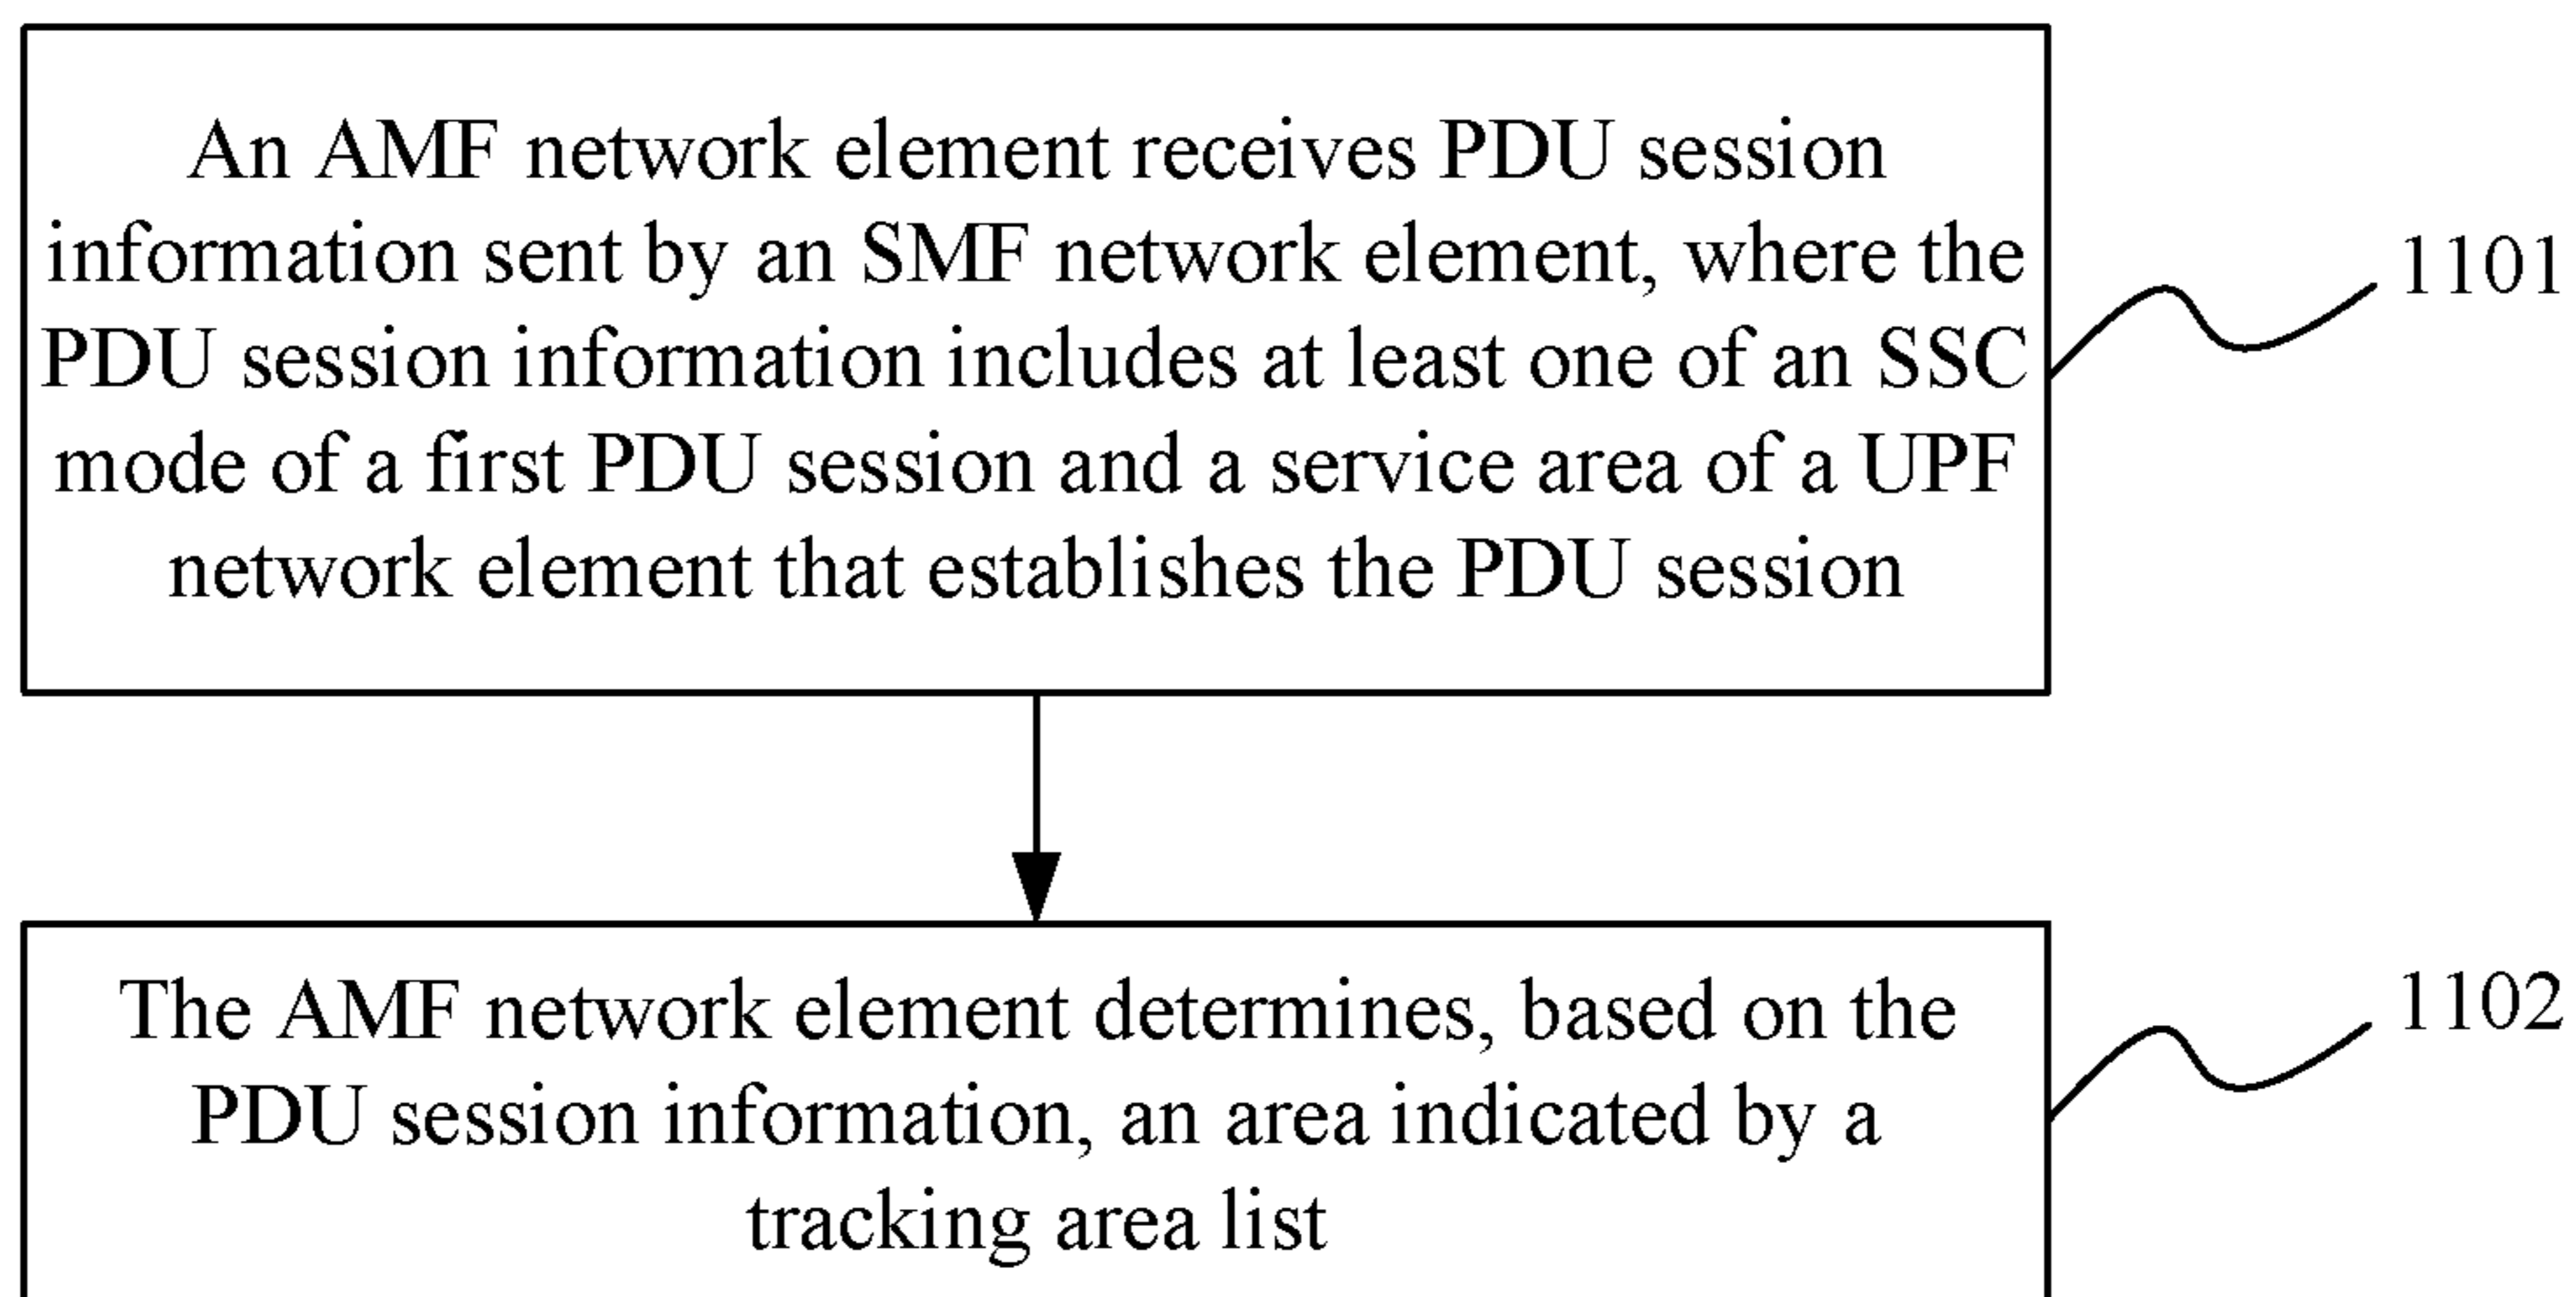 An AMF network element receives PDU session
information sent by an SMF network element, where the
PDU session information includes at least one of an SSC
mode of a first PDU session and a service area of a UPF
network element that establishes the PDU session
1101
The AMF network element determines, based on the
PDU session information, an area indicated by a
tracking area list
1102